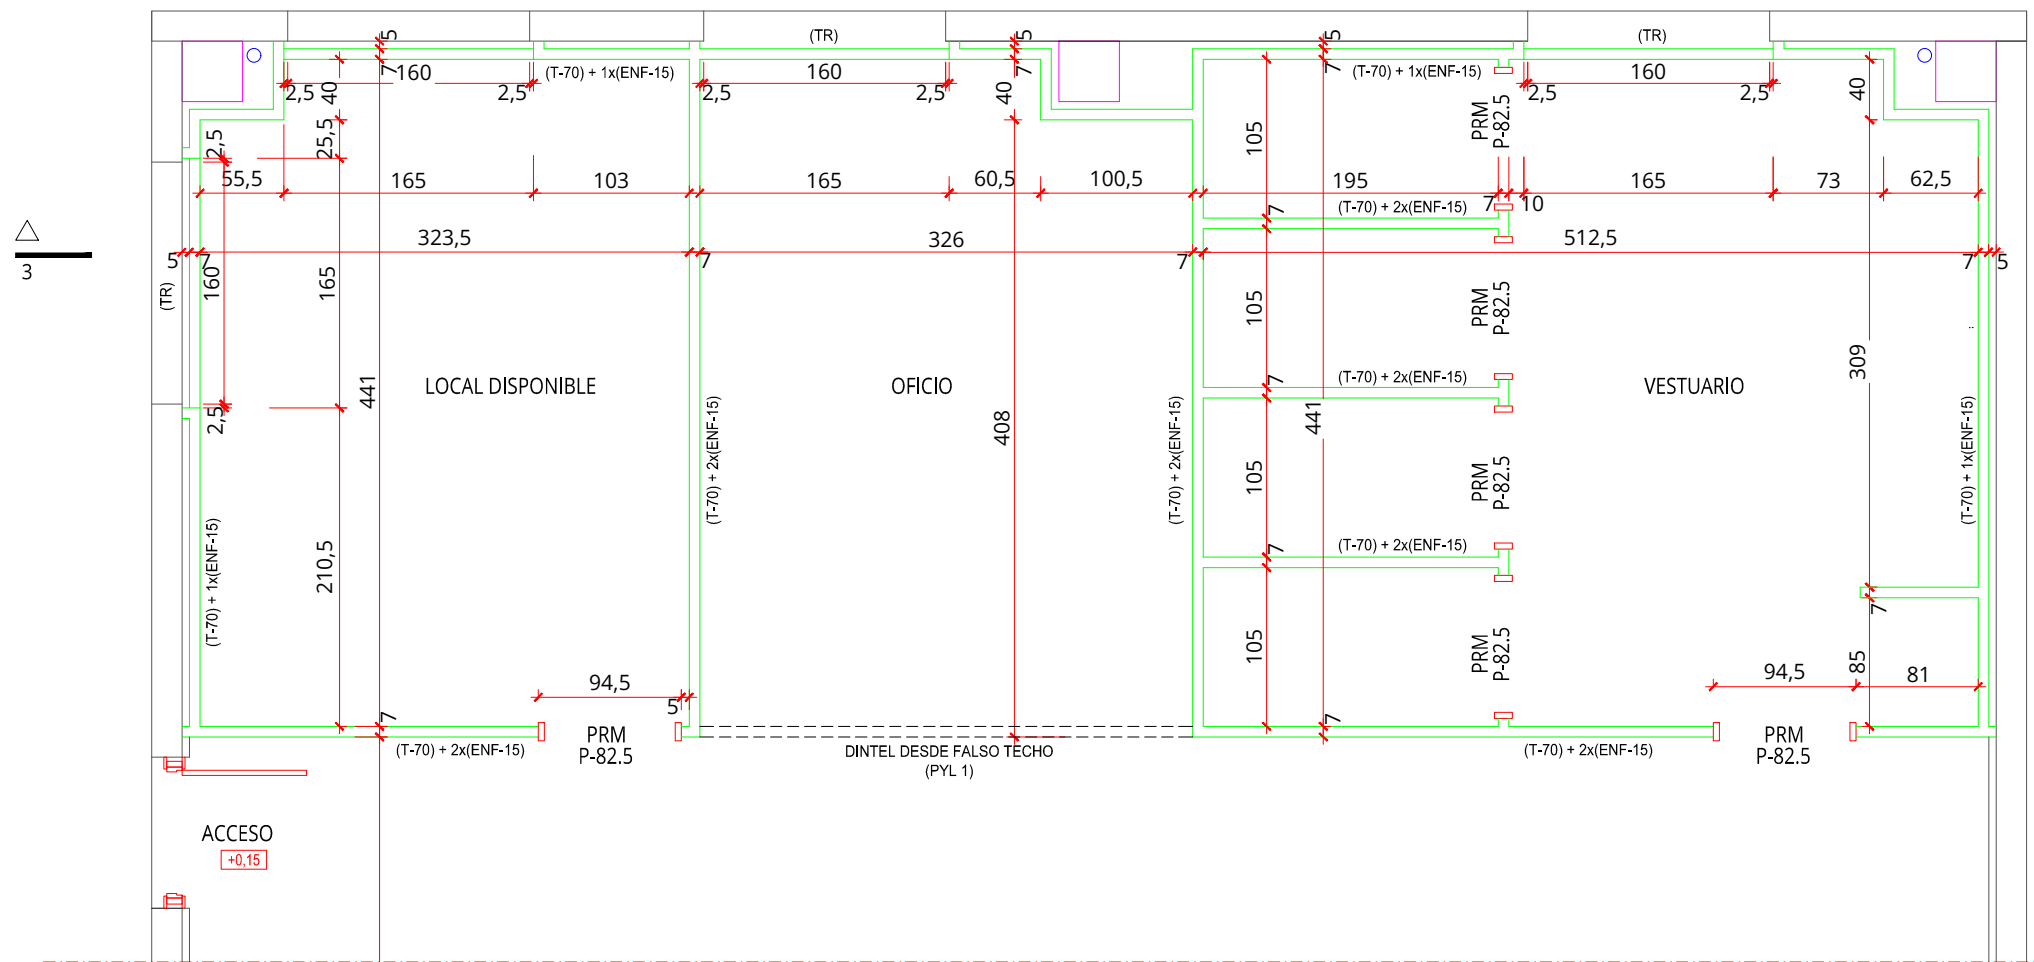 5
(TR)
5
5
(TR)
7
160
(T-70) + 1x(ENF-15)
160
7
7
(T-70) + 1x(ENF-15)
160
2,5
2,5
2,5
2,5
2,5
2,5
40
40
40
PRM
P-82.5
25,5
2,5
105
55,5
165
103
165
60,5
100,5
195
7
10
165
73
62,5
7
(T-70) + 2x(ENF-15)
3
5
7
323,5
7
326
7
512,5
7
5
(TR)
160
165
105
PRM
P-82.5
309
441
LOCAL DISPONIBLE
OFICIO
7
(T-70) + 2x(ENF-15)
VESTUARIO
2,5
408
441
(T-70) + 2x(ENF-15)
(T-70) + 2x(ENF-15)
105
PRM
P-82.5
(T-70) + 1x(ENF-15)
(T-70) + 1x(ENF-15)
210,5
7
(T-70) + 2x(ENF-15)
7
105
PRM
P-82.5
85
94,5
5
94,5
81
7
7
(T-70) + 2x(ENF-15)
PRM
P-82.5
DINTEL DESDE FALSO TECHO
(PYL 1)
(T-70) + 2x(ENF-15)
PRM
P-82.5
ACCESO
+0,15